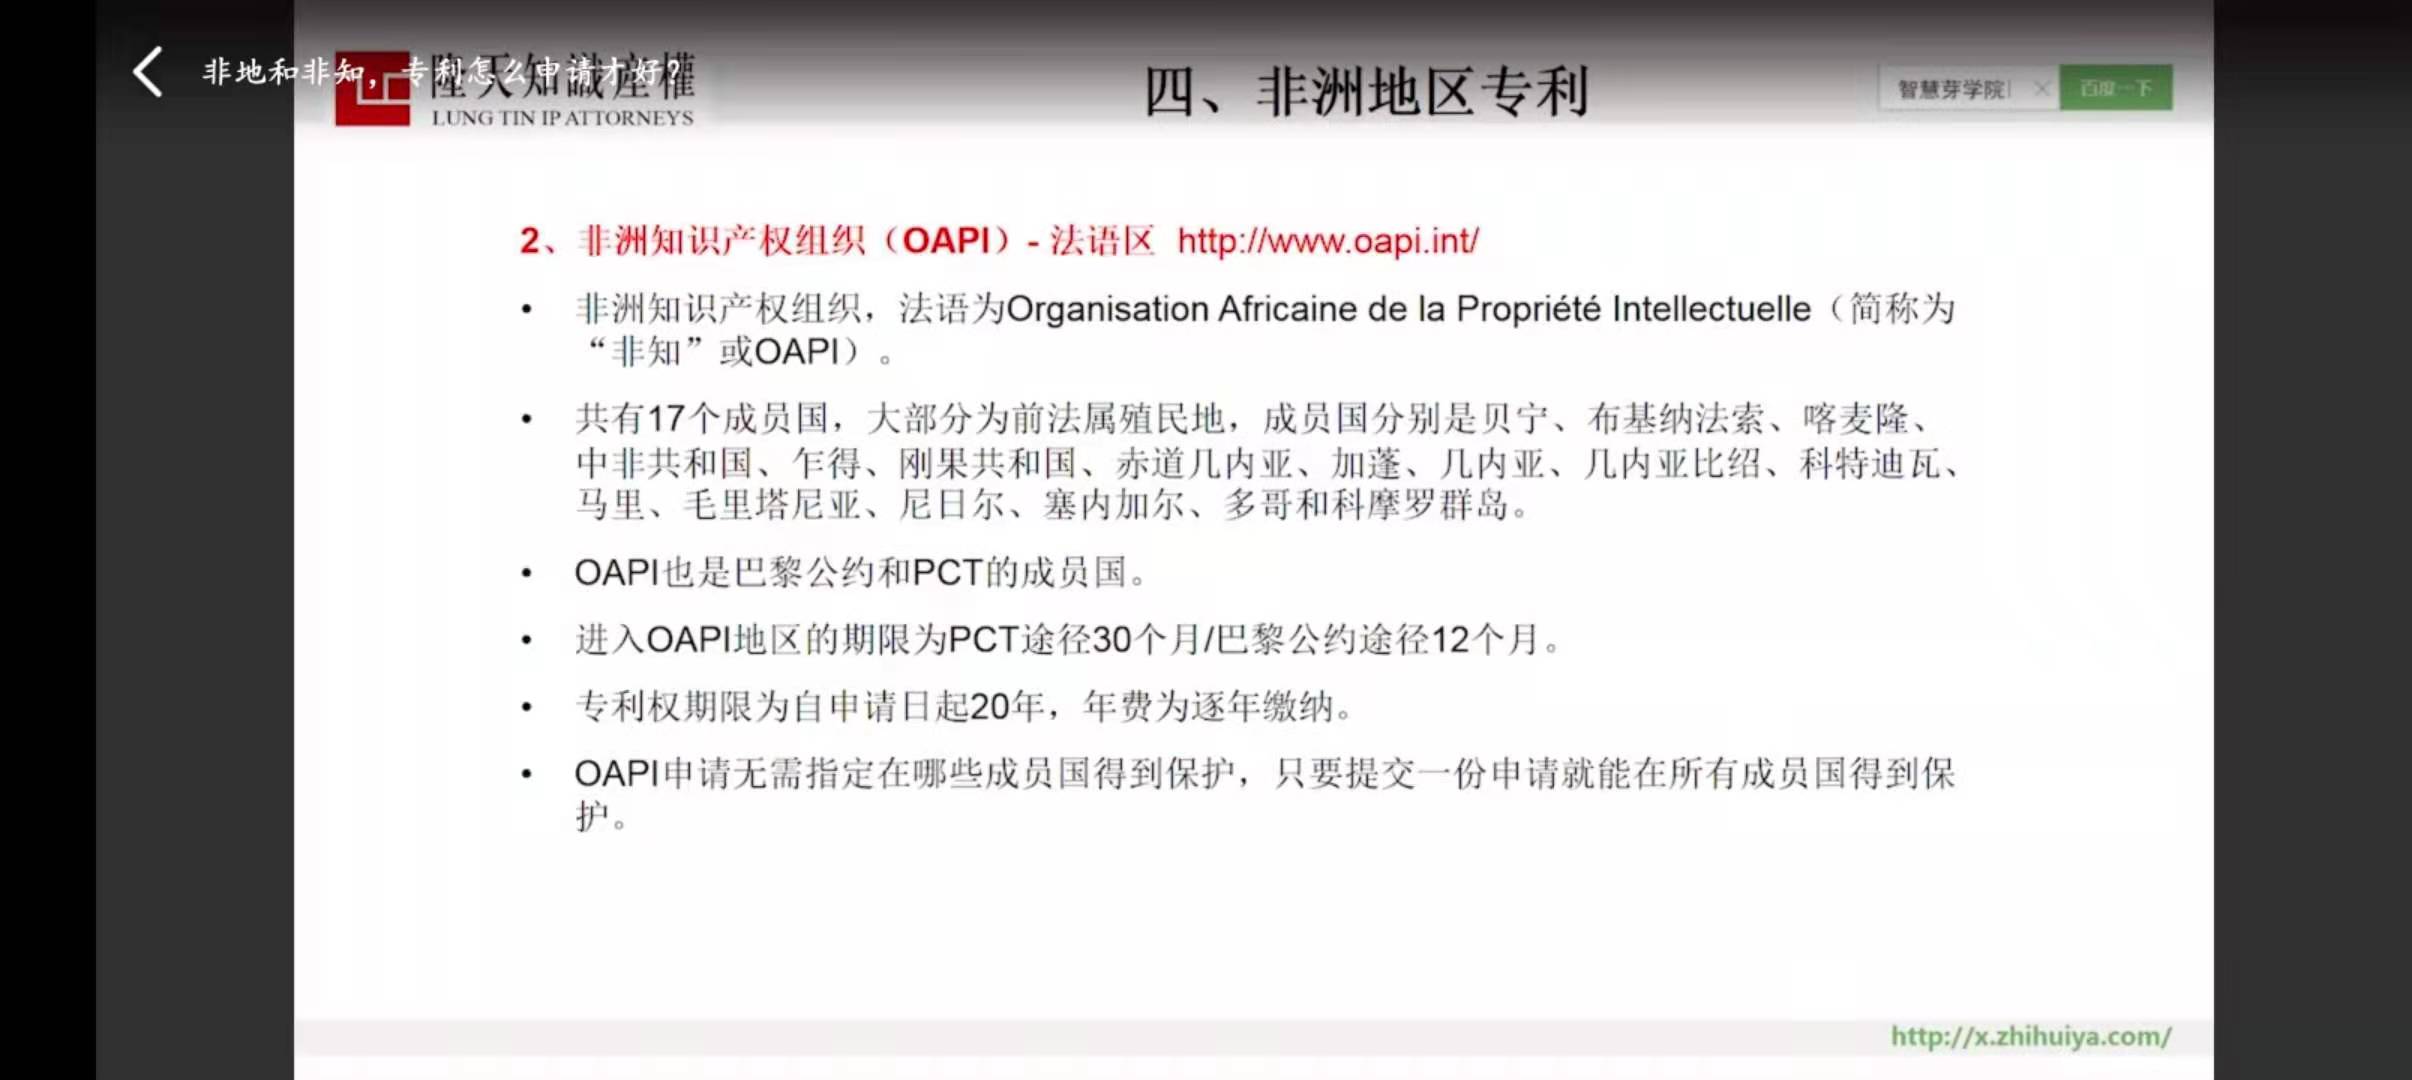 非地和非知，专利怎么申请才好？
隆天知識產權
LUNG TIN IP ATTORNEYS
四、非洲地区专利
智慧芽学院
百度一下
2、非洲知识产权组织（OAPI）- 法语区 http://www.oapi.int/
• 非洲知识产权组织，法语为Organisation Africaine de la Propriété Intellectuelle（简称为
“非知”或OAPI）。
• 共有17个成员国，大部分为前法属殖民地，成员国分别是贝宁、布基纳法索、喀麦隆、
中非共和国、乍得、刚果共和国、赤道几内亚、加蓬、几内亚、几内亚比绍、科特迪瓦、
马里、毛里塔尼亚、尼日尔、塞内加尔、多哥和科摩罗群岛。
• OAPI也是巴黎公约和PCT的成员国。
• 进入OAPI地区的期限为PCT途径30个月/巴黎公约途径12个月。
• 专利权期限为自申请日起20年，年费为逐年缴纳。
• OAPI申请无需指定在哪些成员国得到保护，只要提交一份申请就能在所有成员国得到保
护。
http://x.zhihuiya.com/